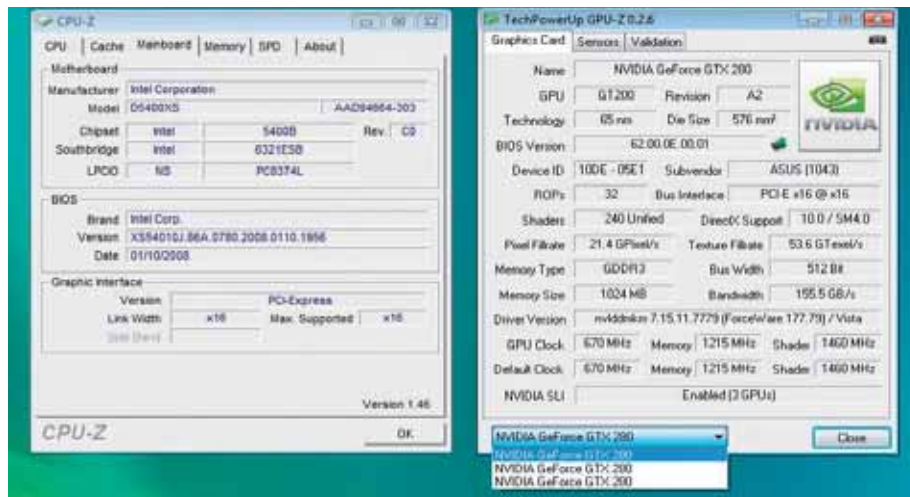 CPU-Z
CPU Cache Mainboard Memory SPD About
Motherboard
Manufacturer Intel Corporation
Model D5400XS AAD94664-303
Chipset Intel 5400B Rev. C0
Southbridge Intel 6321ESB
LPCIO NS PC8374L
BIOS
Brand Intel Corp.
Version XS54010J.86A.0780.2008.0110.1956
Date 01/10/2008
Graphic Interface
Version PCI-Express
Link Width x16 Max. Supported x16
Version 1.46
CPU-Z OK
TechPowerUp GPU-Z 0.2.6
Graphics Card Sensors Validation
Name NVIDIA GeForce GTX 280
GPU GT200 Revision A2
Technology 65 nm Die Size 576 mm²
NVIDIA
BIOS Version 62.00.0E.00.01
Device ID 10DE - 05E1 Subvendor ASUS (1043)
ROPs 32 Bus Interface PCI-E x16 @ x16
Shaders 240 Unified DirectX Support 10.0 / SM4.0
Pixel Fillrate 21.4 GPixel/s Texture Fillrate 53.6 GTexel/s
Memory Type GDDR3 Bus Width 512 Bit
Memory Size 1024 MB Bandwidth 155.5 GB/s
Driver Version nvlddmkm 7.15.11.7779 (ForceWare 177.79) / Vista
GPU Clock 670 MHz Memory 1215 MHz Shader 1460 MHz
Default Clock 670 MHz Memory 1215 MHz Shader 1460 MHz
NVIDIA SLI Enabled (3 GPUs)
NVIDIA GeForce GTX 280 Close
NVIDIA GeForce GTX 280
NVIDIA GeForce GTX 280
NVIDIA GeForce GTX 280